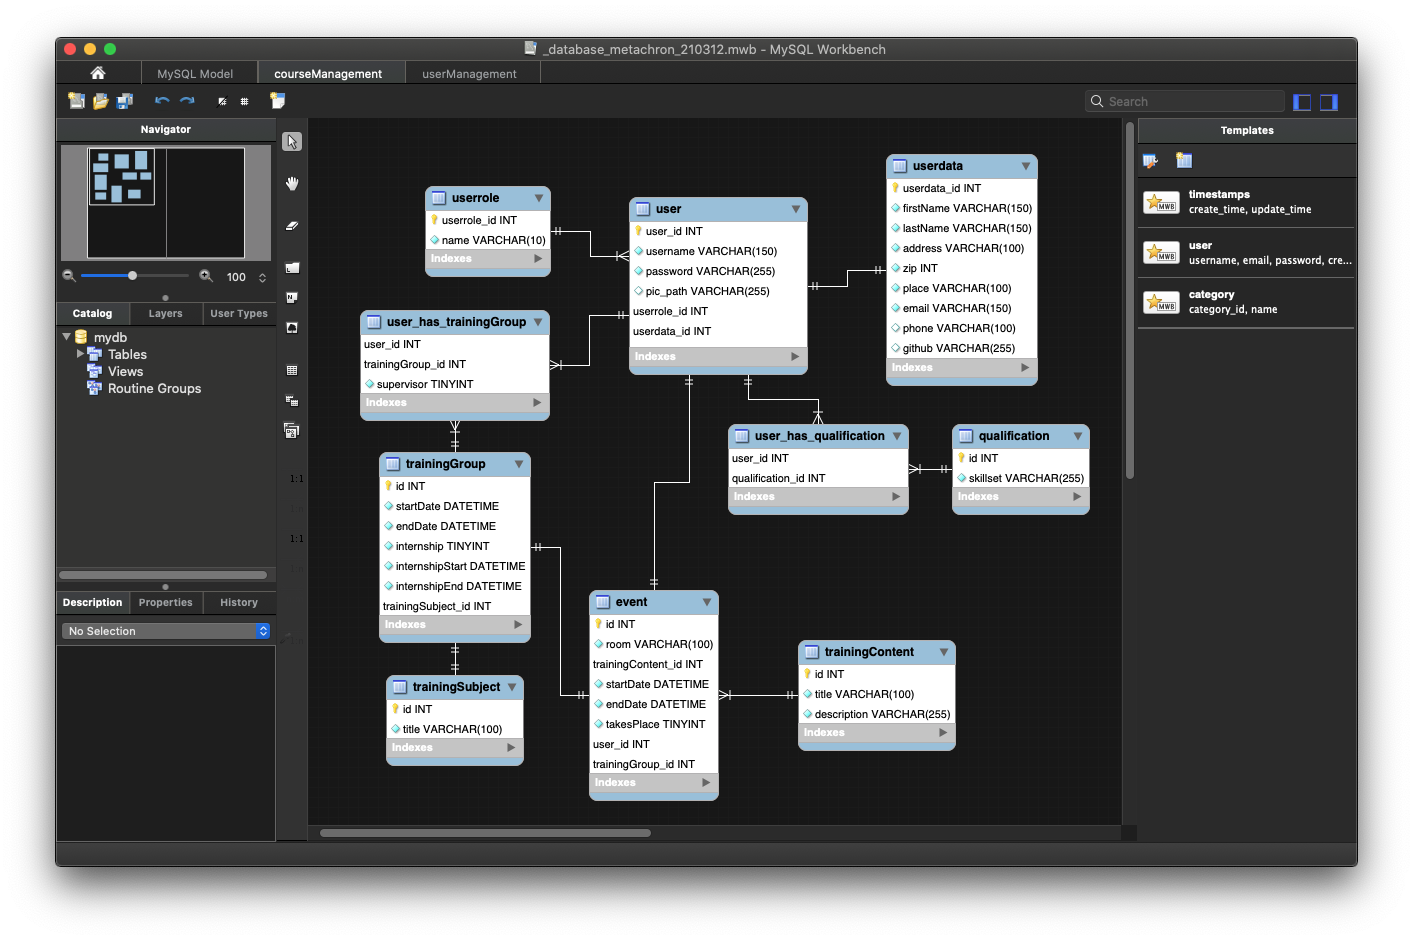 _database_metachron_210312.mwb - MySQL Workbench
MySQL Model
courseManagement
userManagement
Search
Navigator
100
Catalog
Layers
User Types
mydb
Tables
Views
Routine Groups
Description
Properties
History
No Selection
1:1
1:1
userrole
userrole_id INT
name VARCHAR(10)
Indexes
user
user_id INT
username VARCHAR(150)
password VARCHAR(255)
pic_path VARCHAR(255)
userrole_id INT
userdata_id INT
Indexes
userdata
userdata_id INT
firstName VARCHAR(150)
lastName VARCHAR(150)
address VARCHAR(100)
zip INT
place VARCHAR(100)
email VARCHAR(150)
phone VARCHAR(100)
github VARCHAR(255)
Indexes
user_has_trainingGroup
user_id INT
trainingGroup_id INT
supervisor TINYINT
Indexes
user_has_qualification
user_id INT
qualification_id INT
Indexes
qualification
id INT
skillset VARCHAR(255)
Indexes
trainingGroup
id INT
startDate DATETIME
endDate DATETIME
internship TINYINT
internshipStart DATETIME
internshipEnd DATETIME
trainingSubject_id INT
Indexes
trainingSubject
id INT
title VARCHAR(100)
Indexes
event
id INT
room VARCHAR(100)
trainingContent_id INT
startDate DATETIME
endDate DATETIME
takesPlace TINYINT
user_id INT
trainingGroup_id INT
Indexes
trainingContent
id INT
title VARCHAR(100)
description VARCHAR(255)
Indexes
Templates
MWB
timestamps
create_time, update_time
MWB
user
username, email, password, cre...
MWB
category
category_id, name